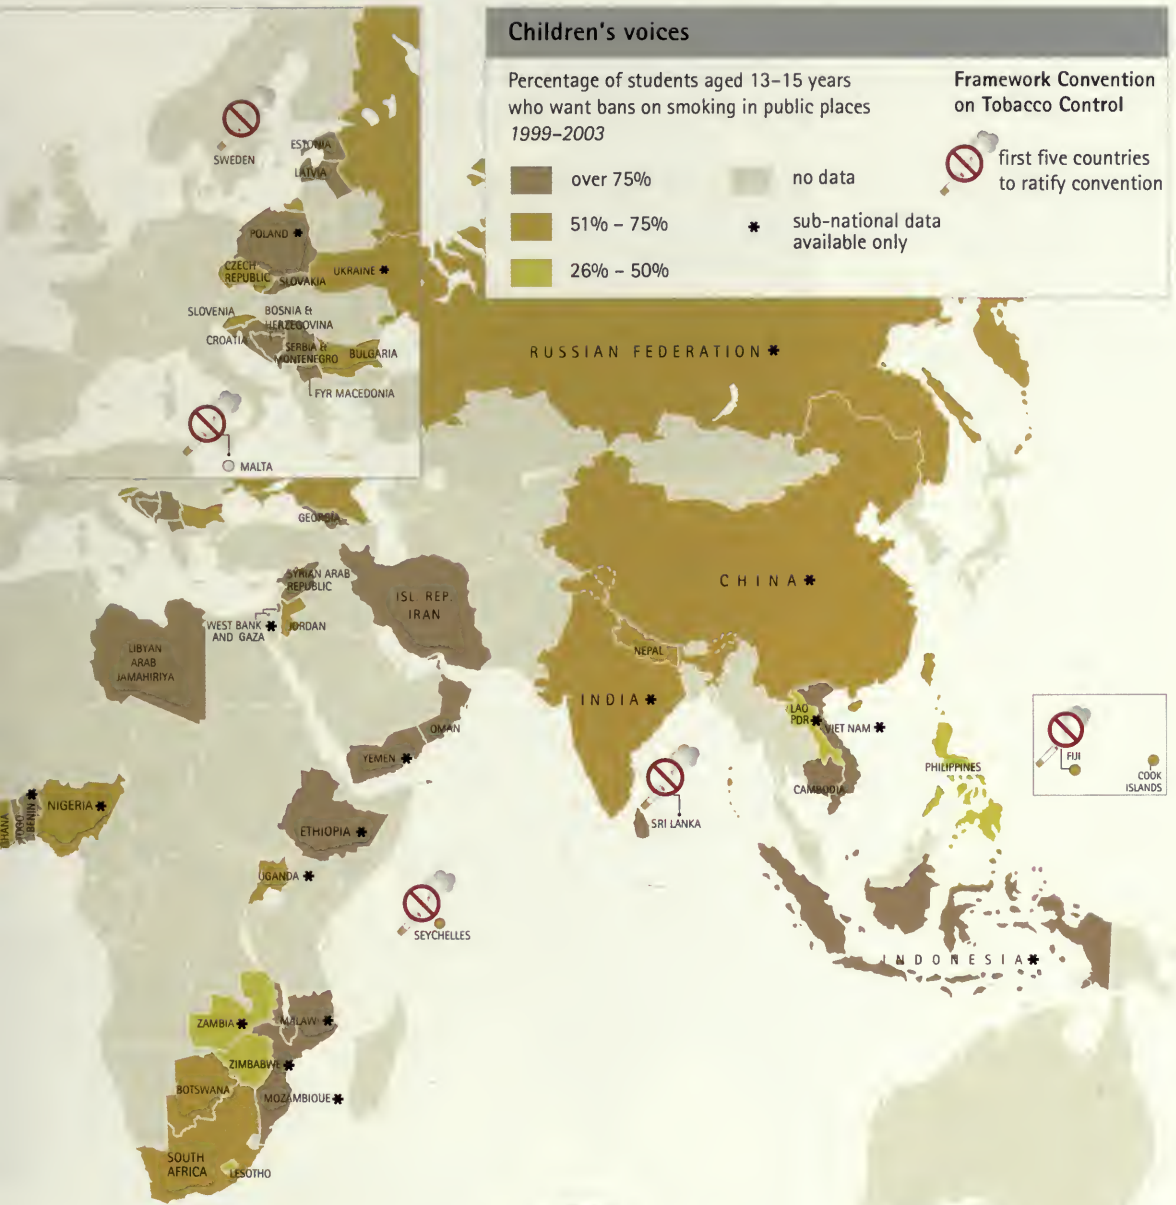 Children's voices
Percentage of students aged 13–15 years
who want bans on smoking in public places
1999–2003
over 75%
51% – 75%
26% – 50%
no data
* sub-national data
available only
Framework Convention
on Tobacco Control
first five countries
to ratify convention
SWEDEN
ESTONIA
LATVIA
POLAND *
CZECH
REPUBLIC
SLOVAKIA
UKRAINE *
SLOVENIA
BOSNIA &
HERZEGOVINA
CROATIA
SERBIA &
MONTENEGRO
BULGARIA
FYR MACEDONIA
MALTA
RUSSIAN FEDERATION *
GEORGIA
SYRIAN ARAB
REPUBLIC
ISL. REP.
IRAN
WEST BANK
AND GAZA *
JORDAN
LIBYAN
ARAB
JAMAHIRIYA
CHINA *
NEPAL
INDIA *
OMAN
YEMEN *
LAO
PDR *
VIET NAM *
CAMBODIA
PHILIPPINES
FIJI
COOK
ISLANDS
SRI LANKA
GHANA
TOGO
BENIN *
NIGERIA *
ETHIOPIA *
UGANDA *
SEYCHELLES
INDONESIA *
ZAMBIA *
MALAWI *
ZIMBABWE *
BOTSWANA
MOZAMBIQUE *
SOUTH
AFRICA
LESOTHO